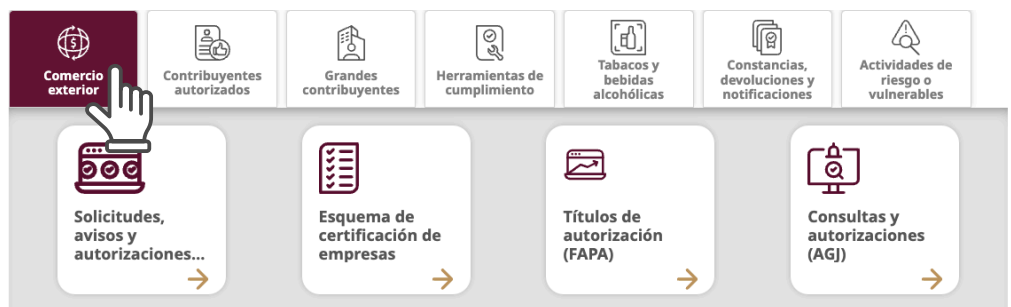 Comercio
exterior
Contribuyentes
autorizados
Grandes
contribuyentes
Herramientas de
cumplimiento
Tabacos y
bebidas
alcohólicas
Constancias,
devoluciones y
notificaciones
Actividades de
riesgo o
vulnerables
Solicitudes,
avisos y
autorizaciones...
Esquema de
certificación de
empresas
Títulos de
autorización
(FAPA)
Consultas y
autorizaciones
(AGJ)